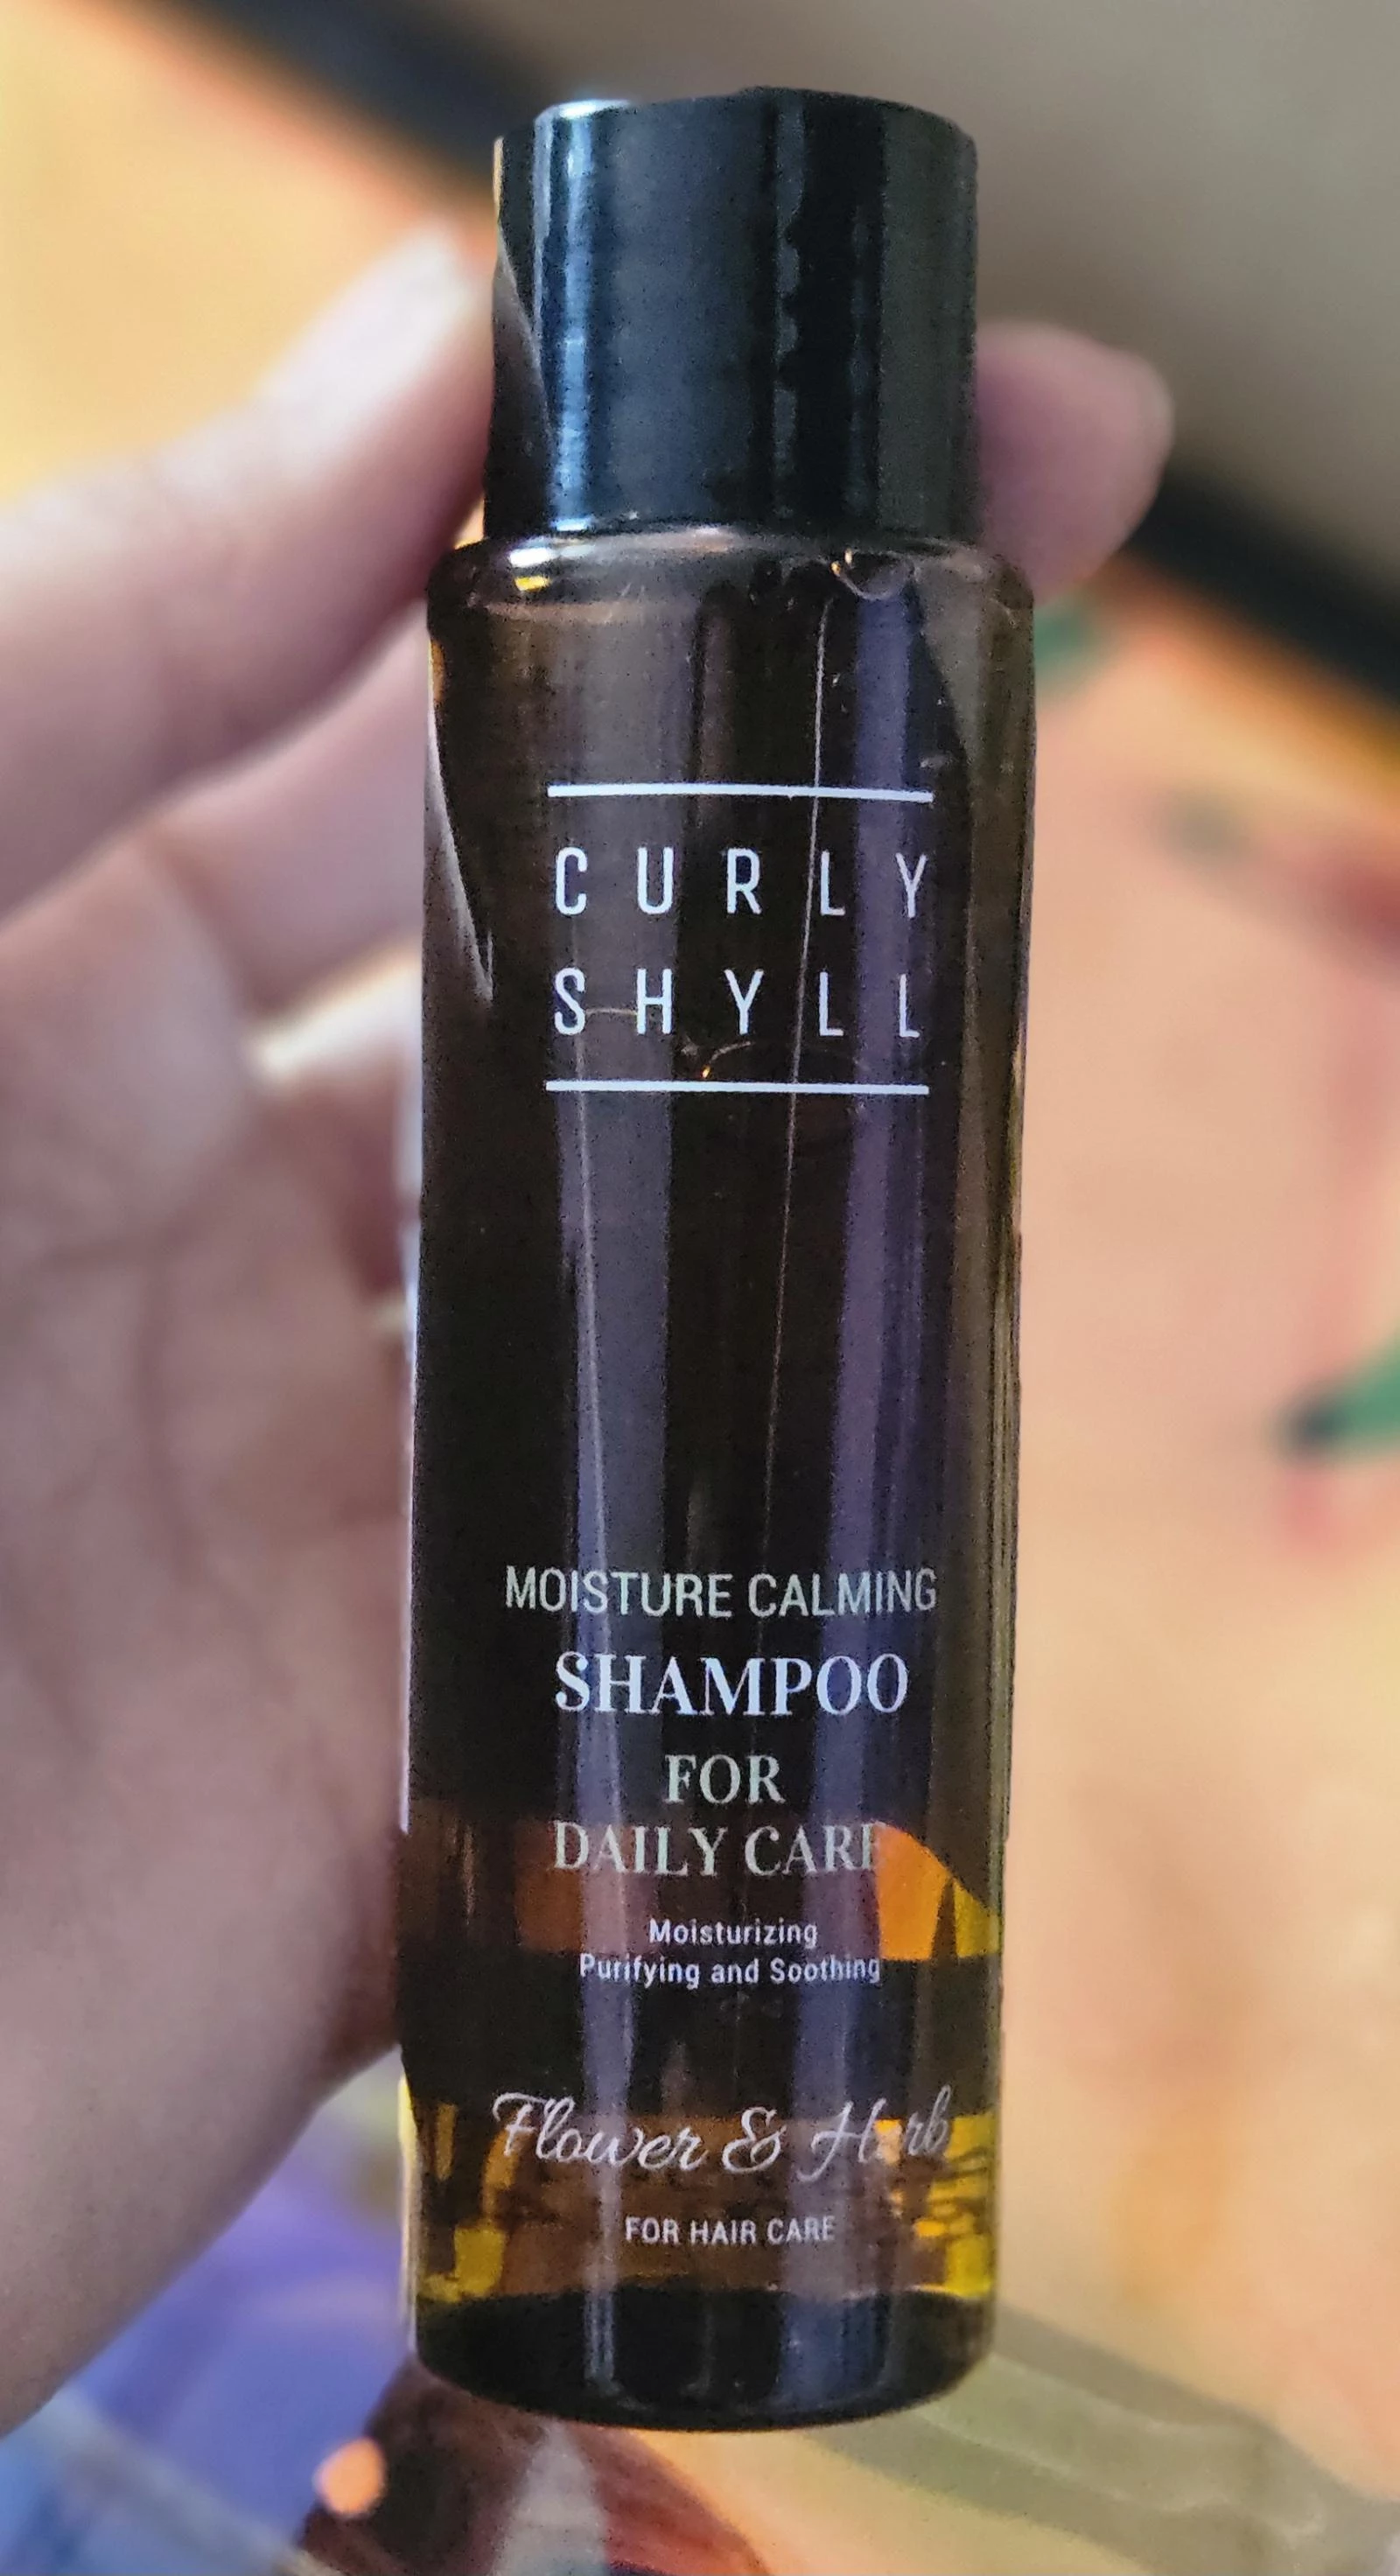 CURLY
SHYLL
MOISTURE CALMING
SHAMPOO
FOR
DAILY CARE
Moisturizing
Purifying and Soothing
Flower & Herb
FOR HAIR CARE